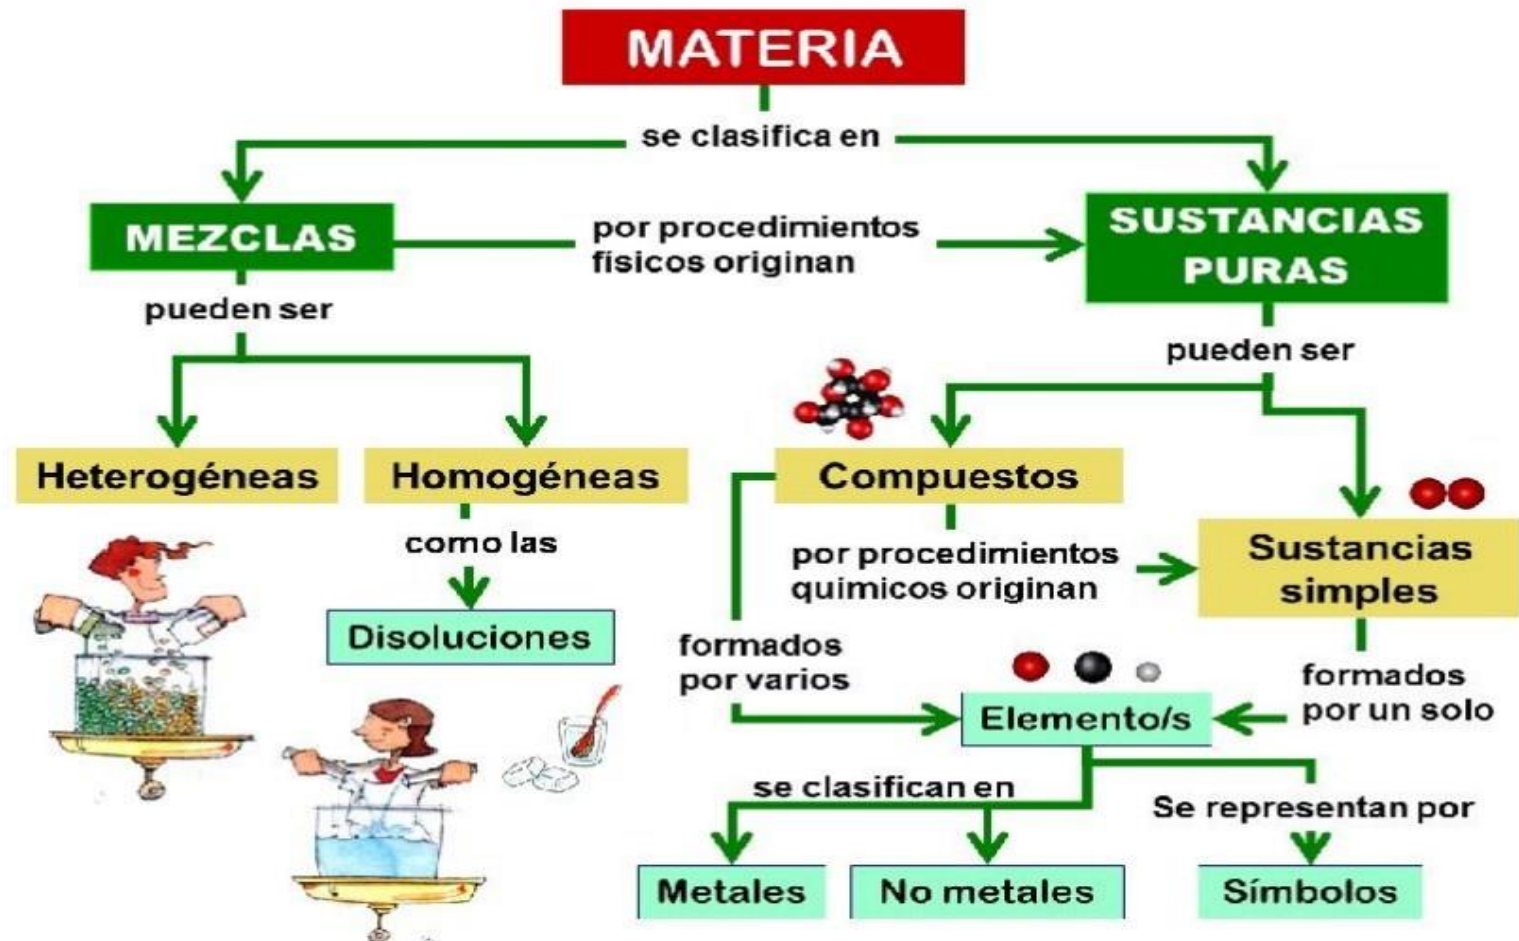 MATERIA
se clasifica en
MEZCLAS
por procedimientos
físicos originan
SUSTANCIAS
PURAS
pueden ser
pueden ser
Heterogéneas
Homogéneas
Compuestos
como las
por procedimientos
químicos originan
Sustancias
simples
Disoluciones
formados
por varios
formados
por un solo
Elemento/s
se clasifican en
Se representan por
Metales
No metales
Símbolos